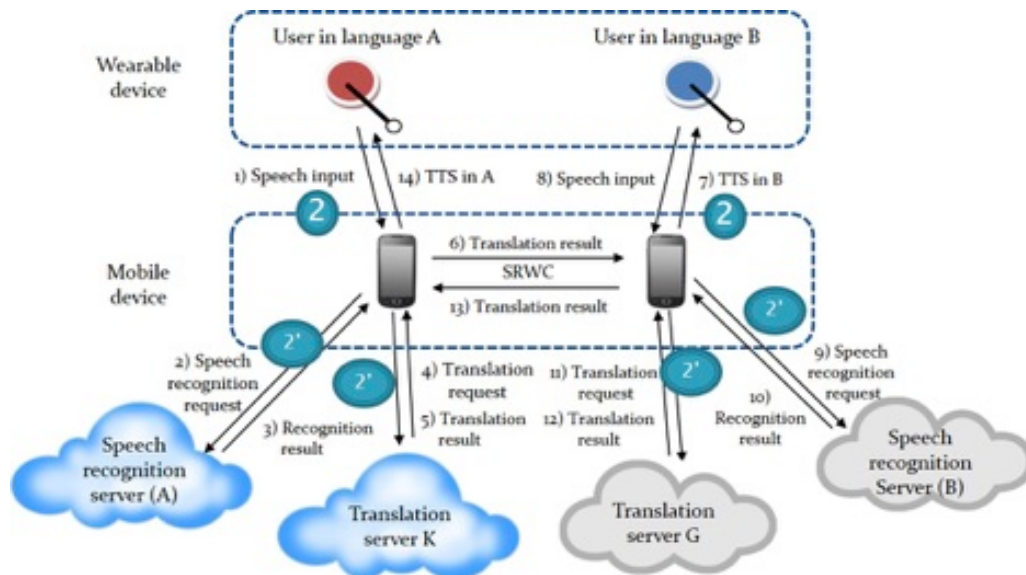 User in language A
User in language B
Wearable
device
1) Speech input
14) TTS in A
8) Speech input
7) TTS in B
2
2
6) Translation result
SRWC
13) Translation result
Mobile
device
2'
2'
2'
2'
2) Speech
recognition
request
3) Recognition
result
4) Translation
request
5) Translation
result
11) Translation
request
12) Translation
result
9) Speech
recognition
request
10)
Recognition
result
Speech
recognition
server (A)
Translation
server K
Translation
server G
Speech
recognition
Server (B)